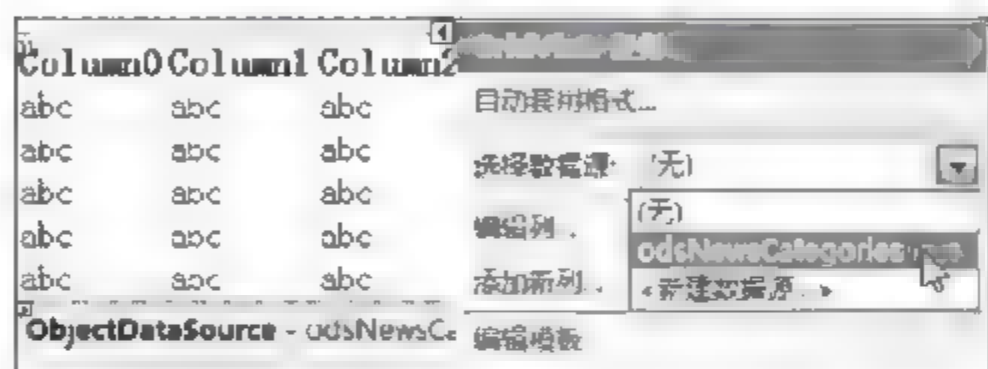 Column0 Column1 Column2
abc abc abc
abc abc abc
abc abc abc
abc abc abc
abc abc abc
ObjectDataSource - odsNewsCa
自动套用格式...
选择数据源: (无)
(无)
odsNewsCategories
<新建数据源...>
编辑列...
添加新列...
编辑模板